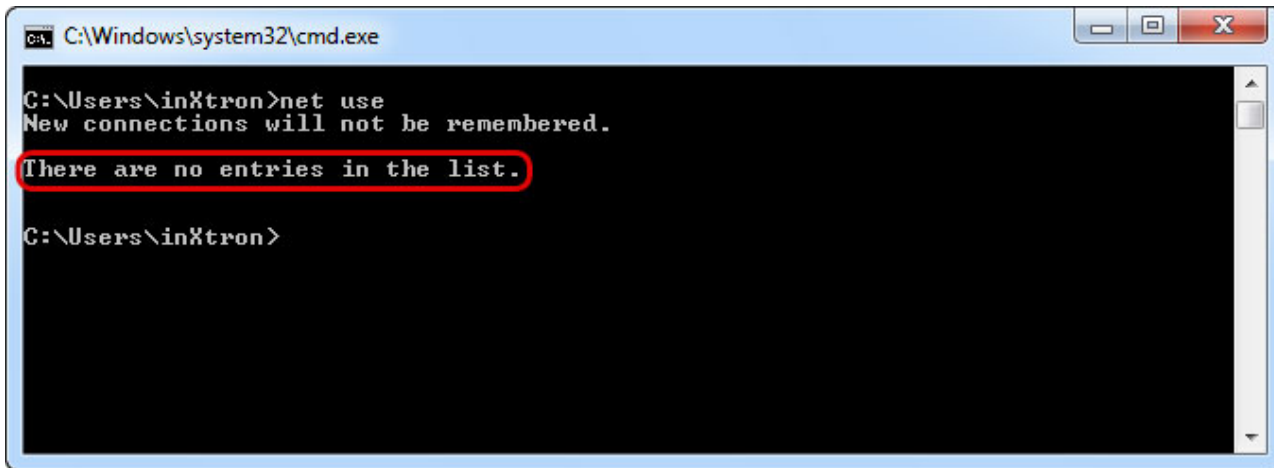 C:\Windows\system32\cmd.exe
C:\Users\inXtron>net use
New connections will not be remembered.
There are no entries in the list.
C:\Users\inXtron>